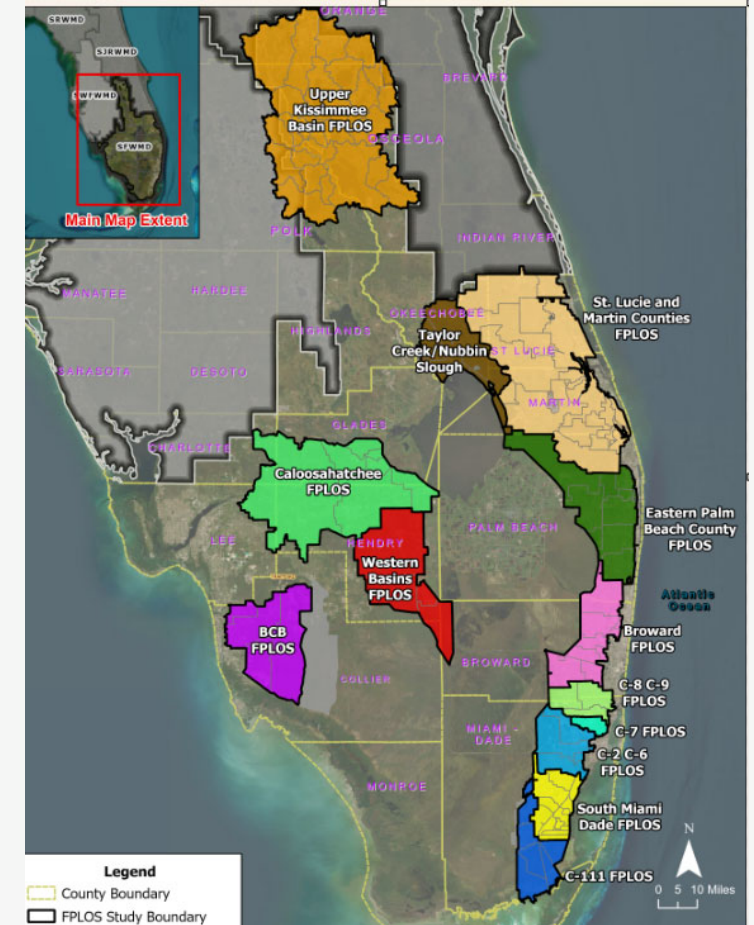 SRWMD
SJRWMD
SWFWMD
SFWMD
Main Map Extent
ORANGE
BREVARD
Upper
Kissimmee
Basin FPLOS
OSCEOLA
POLK
INDIAN RIVER
MANATEE
HARDEE
OKEECHOBEE
HIGHLANDS
St. Lucie and
Martin Counties
FPLOS
Taylor
Creek/Nubbin
Slough
ST LUCIE
SARASOTA
DESOTO
MARTIN
GLADES
CHARLOTTE
Caloosahatchee
FPLOS
Eastern Palm
Beach County
FPLOS
PALM BEACH
LEE
HENDRY
Western
Basins
FPLOS
Atlantic
Ocean
BCB
FPLOS
Broward
FPLOS
BROWARD
COLLIER
C-8 C-9
FPLOS
C-7 FPLOS
MIAMI -
DADE
C-2 C-6
FPLOS
MONROE
South Miami
Dade FPLOS
C-111 FPLOS
N
0 5 10 Miles
Legend
County Boundary
FPLOS Study Boundary